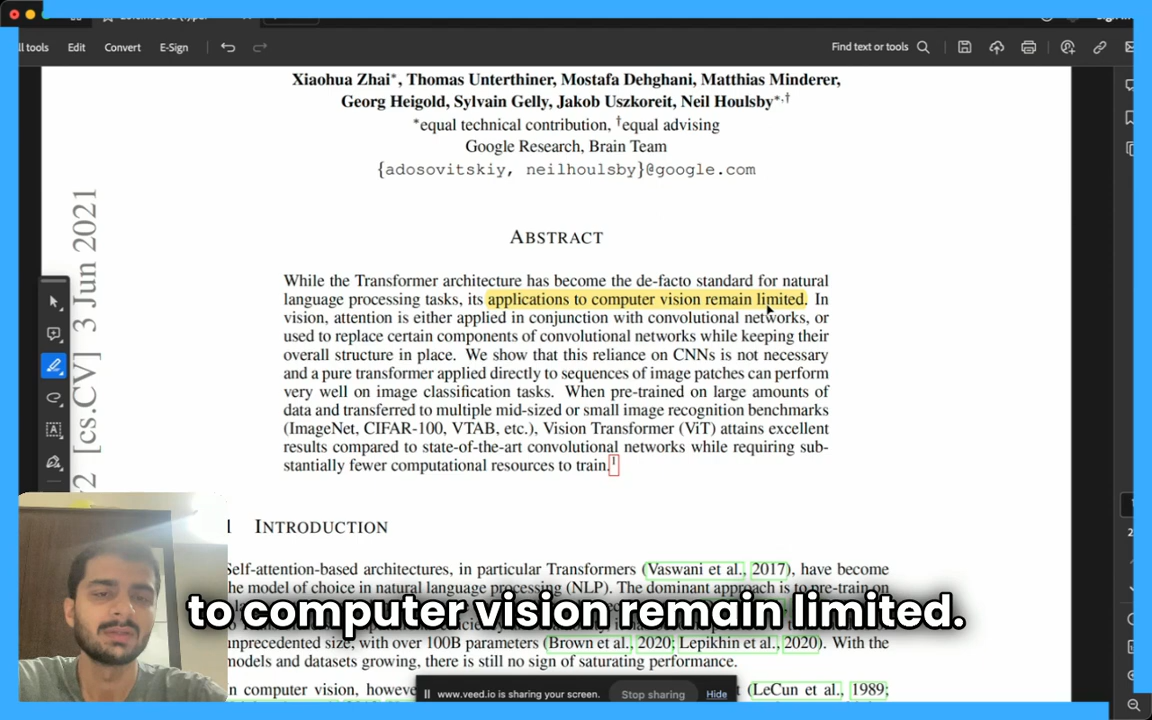 ll tools Edit Convert E-Sign Find text or tools
Xiaohua Zhai*, Thomas Unterthiner, Mostafa Dehghani, Matthias Minderer,
Georg Heigold, Sylvain Gelly, Jakob Uszkoreit, Neil Houlsby*,†
*equal technical contribution, †equal advising
Google Research, Brain Team
{adosovitskiy, neilhoulsby}@google.com
[cs.CV] 3 Jun 2021
ABSTRACT
While the Transformer architecture has become the de-facto standard for natural
language processing tasks, its applications to computer vision remain limited. In
vision, attention is either applied in conjunction with convolutional networks, or
used to replace certain components of convolutional networks while keeping their
overall structure in place. We show that this reliance on CNNs is not necessary
and a pure transformer applied directly to sequences of image patches can perform
very well on image classification tasks. When pre-trained on large amounts of
data and transferred to multiple mid-sized or small image recognition benchmarks
(ImageNet, CIFAR-100, VTAB, etc.), Vision Transformer (ViT) attains excellent
results compared to state-of-the-art convolutional networks while requiring sub-
stantially fewer computational resources to train.1
1 INTRODUCTION
Self-attention-based architectures, in particular Transformers (Vaswani et al., 2017), have become
he model of choice in natural language processing (NLP). The dominant approach is to pre-train on
to computer vision remain limited.
unprecedented size, with over 100B parameters (Brown et al., 2020; Lepikhin et al., 2020). With the
models and datasets growing, there is still no sign of saturating performance.
n computer vision, howeve (LeCun et al., 1989;
www.veed.io is sharing your screen. Stop sharing Hide